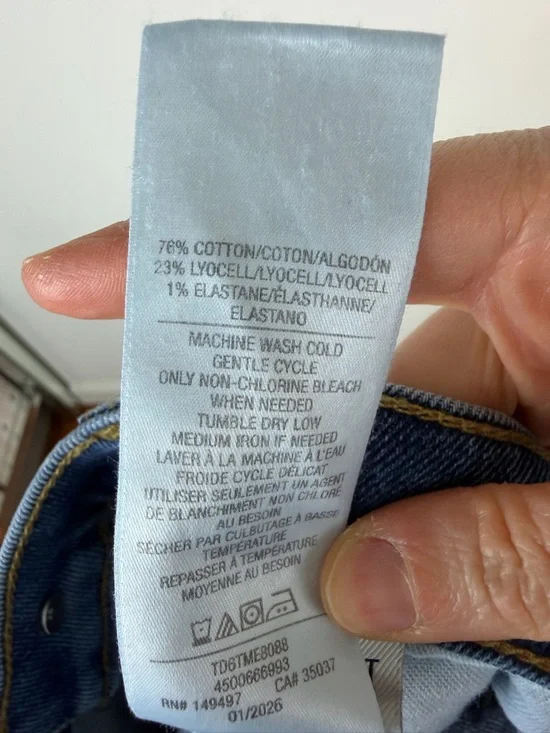 76% COTTON/COTON/ALGODÓN
23% LYOCELL/LYOCELL/LYOCELL
1% ELASTANE/ÉLASTHANNE/
ELASTANO
MACHINE WASH COLD
GENTLE CYCLE
ONLY NON-CHLORINE BLEACH
WHEN NEEDED
TUMBLE DRY LOW
MEDIUM IRON IF NEEDED
LAVER À LA MACHINE À L'EAU
FROIDE CYCLE DÉLICAT
UTILISER SEULEMENT UN AGENT
DE BLANCHIMENT NON CHLORÉ
AU BESOIN
SÉCHER PAR CULBUTAGE À BASSE
TEMPÉRATURE
REPASSER À TEMPÉRATURE
MOYENNE AU BESOIN
TD6TME8088
4500666993
RN# 149497 CA# 35037
01/2026